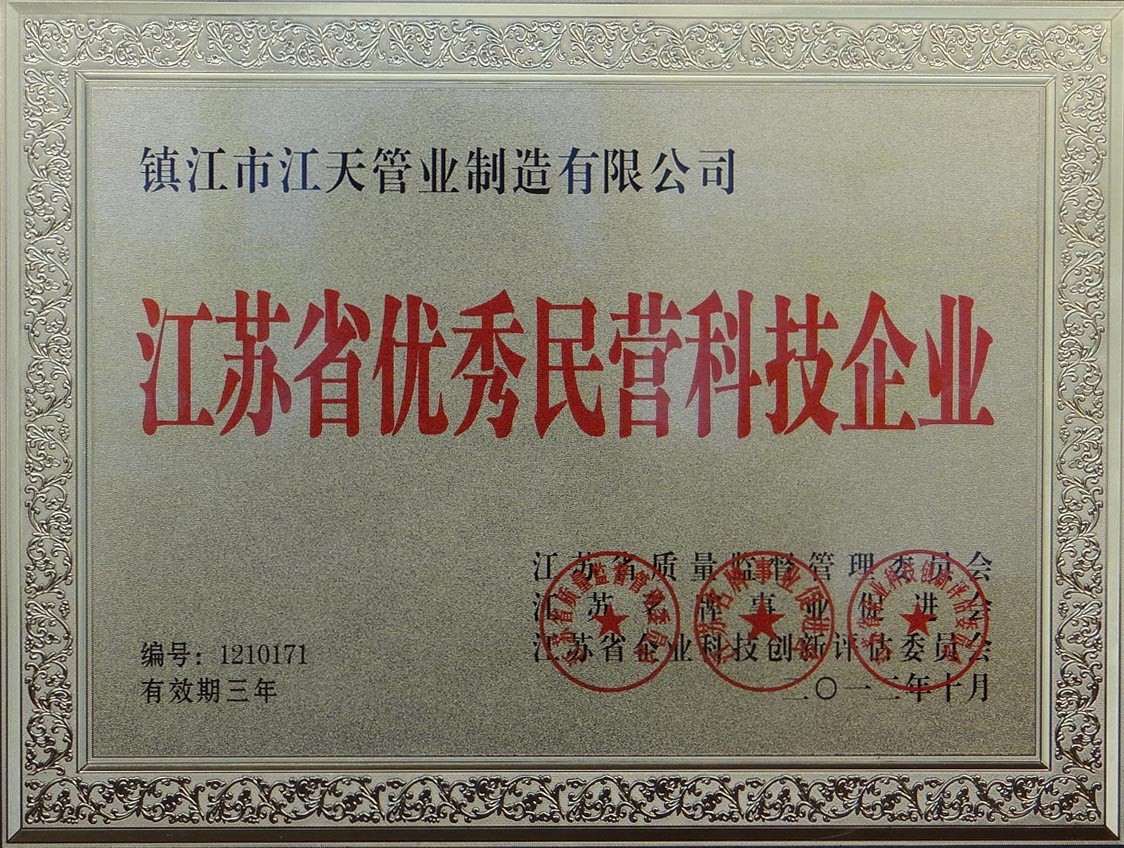 镇江市江天管业制造有限公司
江苏省优秀民营科技企业
江苏省质量监督管理委员会
江苏名牌事业促进会
江苏省企业科技创新评估委员会
二〇一二年十月
编号：1210171
有效期三年